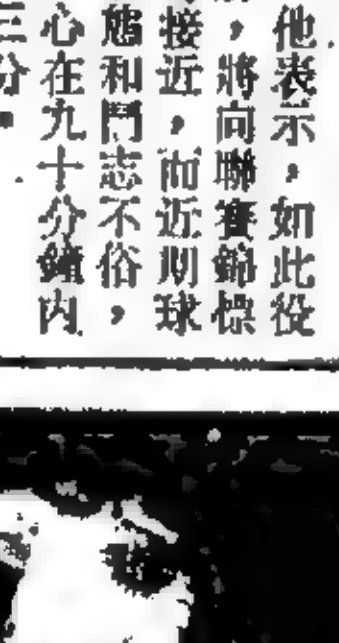 他表示，如此役
，將向聯賽錦標
接近，而近期球
態和鬥志不俗，
心在九十分鐘內
三分。